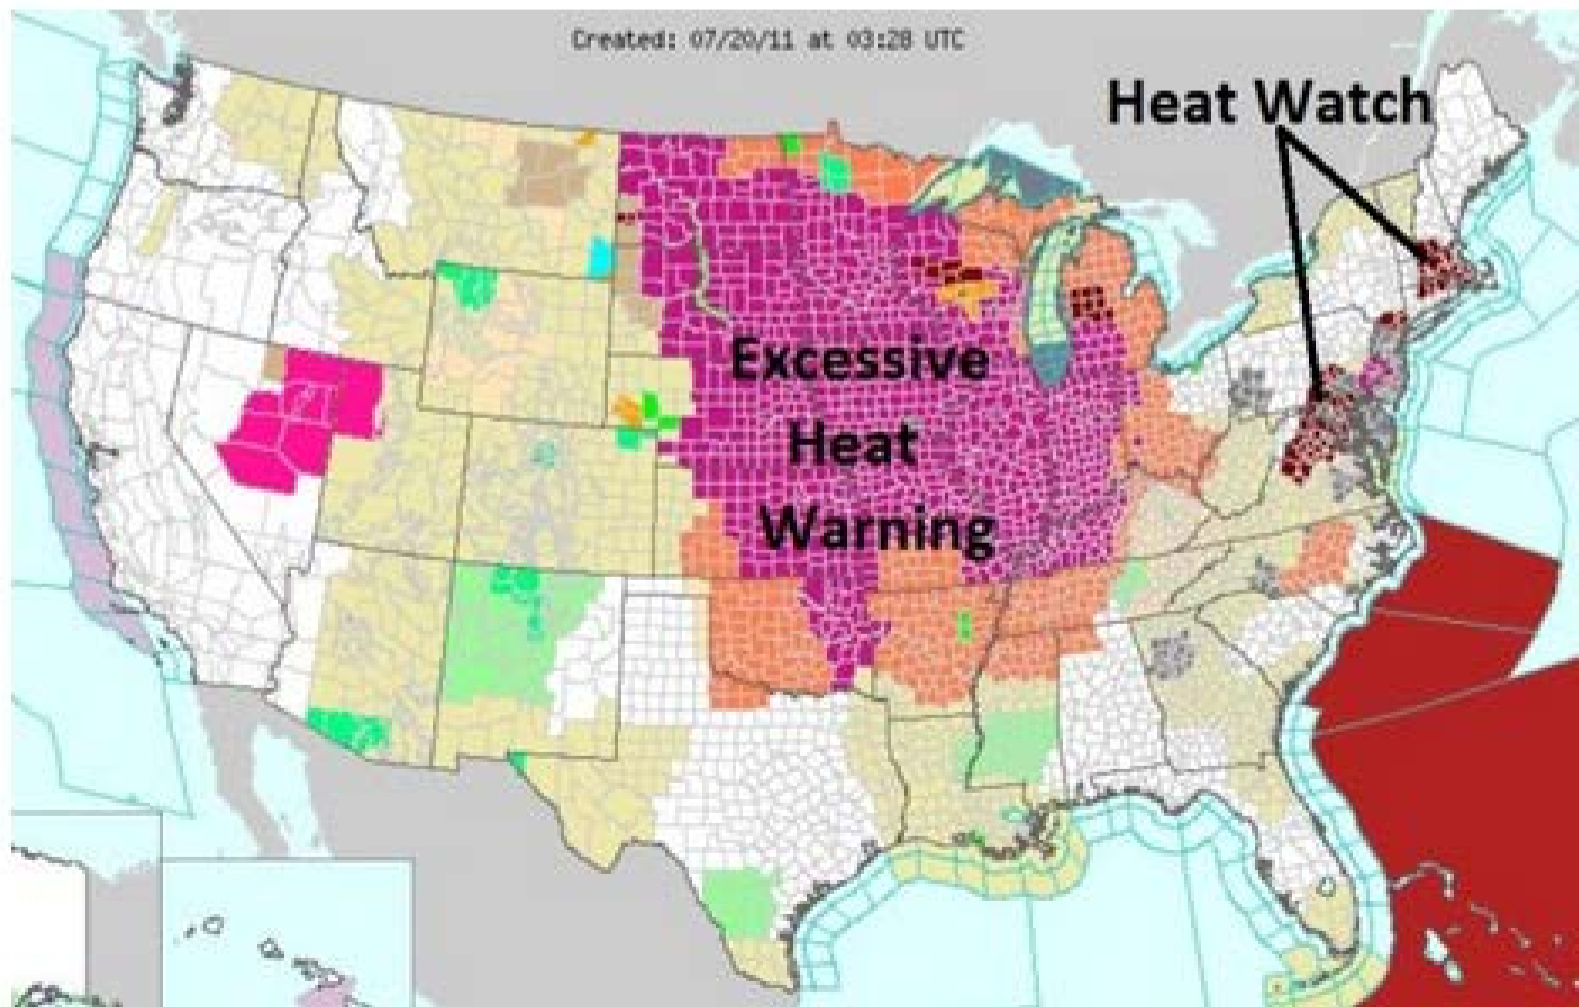 Created: 07/20/11 at 03:28 UTC
Heat Watch
Excessive
Heat
Warning